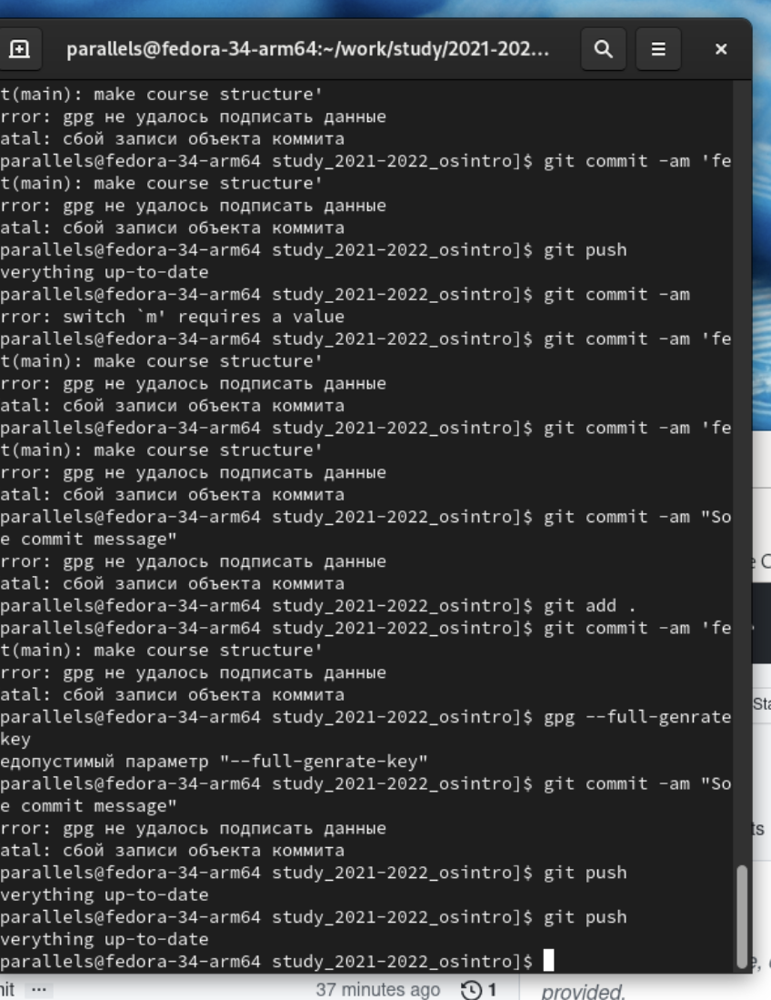 parallels@fedora-34-arm64:~/work/study/2021-202...
t(main): make course structure'
rror: gpg не удалось подписать данные
atal: сбой записи объекта коммита
parallels@fedora-34-arm64 study_2021-2022_osintro]$ git commit -am 'fe
t(main): make course structure'
rror: gpg не удалось подписать данные
atal: сбой записи объекта коммита
parallels@fedora-34-arm64 study_2021-2022_osintro]$ git push
verything up-to-date
parallels@fedora-34-arm64 study_2021-2022_osintro]$ git commit -am
rror: switch `m' requires a value
parallels@fedora-34-arm64 study_2021-2022_osintro]$ git commit -am 'fe
t(main): make course structure'
rror: gpg не удалось подписать данные
atal: сбой записи объекта коммита
parallels@fedora-34-arm64 study_2021-2022_osintro]$ git commit -am 'fe
t(main): make course structure'
rror: gpg не удалось подписать данные
atal: сбой записи объекта коммита
parallels@fedora-34-arm64 study_2021-2022_osintro]$ git commit -am "So
e commit message"
rror: gpg не удалось подписать данные
atal: сбой записи объекта коммита
parallels@fedora-34-arm64 study_2021-2022_osintro]$ git add .
parallels@fedora-34-arm64 study_2021-2022_osintro]$ git commit -am 'fe
t(main): make course structure'
rror: gpg не удалось подписать данные
atal: сбой записи объекта коммита
parallels@fedora-34-arm64 study_2021-2022_osintro]$ gpg --full-genrate
key
едопустимый параметр "--full-genrate-key"
parallels@fedora-34-arm64 study_2021-2022_osintro]$ git commit -am "So
e commit message"
rror: gpg не удалось подписать данные
atal: сбой записи объекта коммита
parallels@fedora-34-arm64 study_2021-2022_osintro]$ git push
verything up-to-date
parallels@fedora-34-arm64 study_2021-2022_osintro]$ git push
verything up-to-date
parallels@fedora-34-arm64 study_2021-2022_osintro]$
Sta
ts
nit ... 37 minutes ago 1
provided.